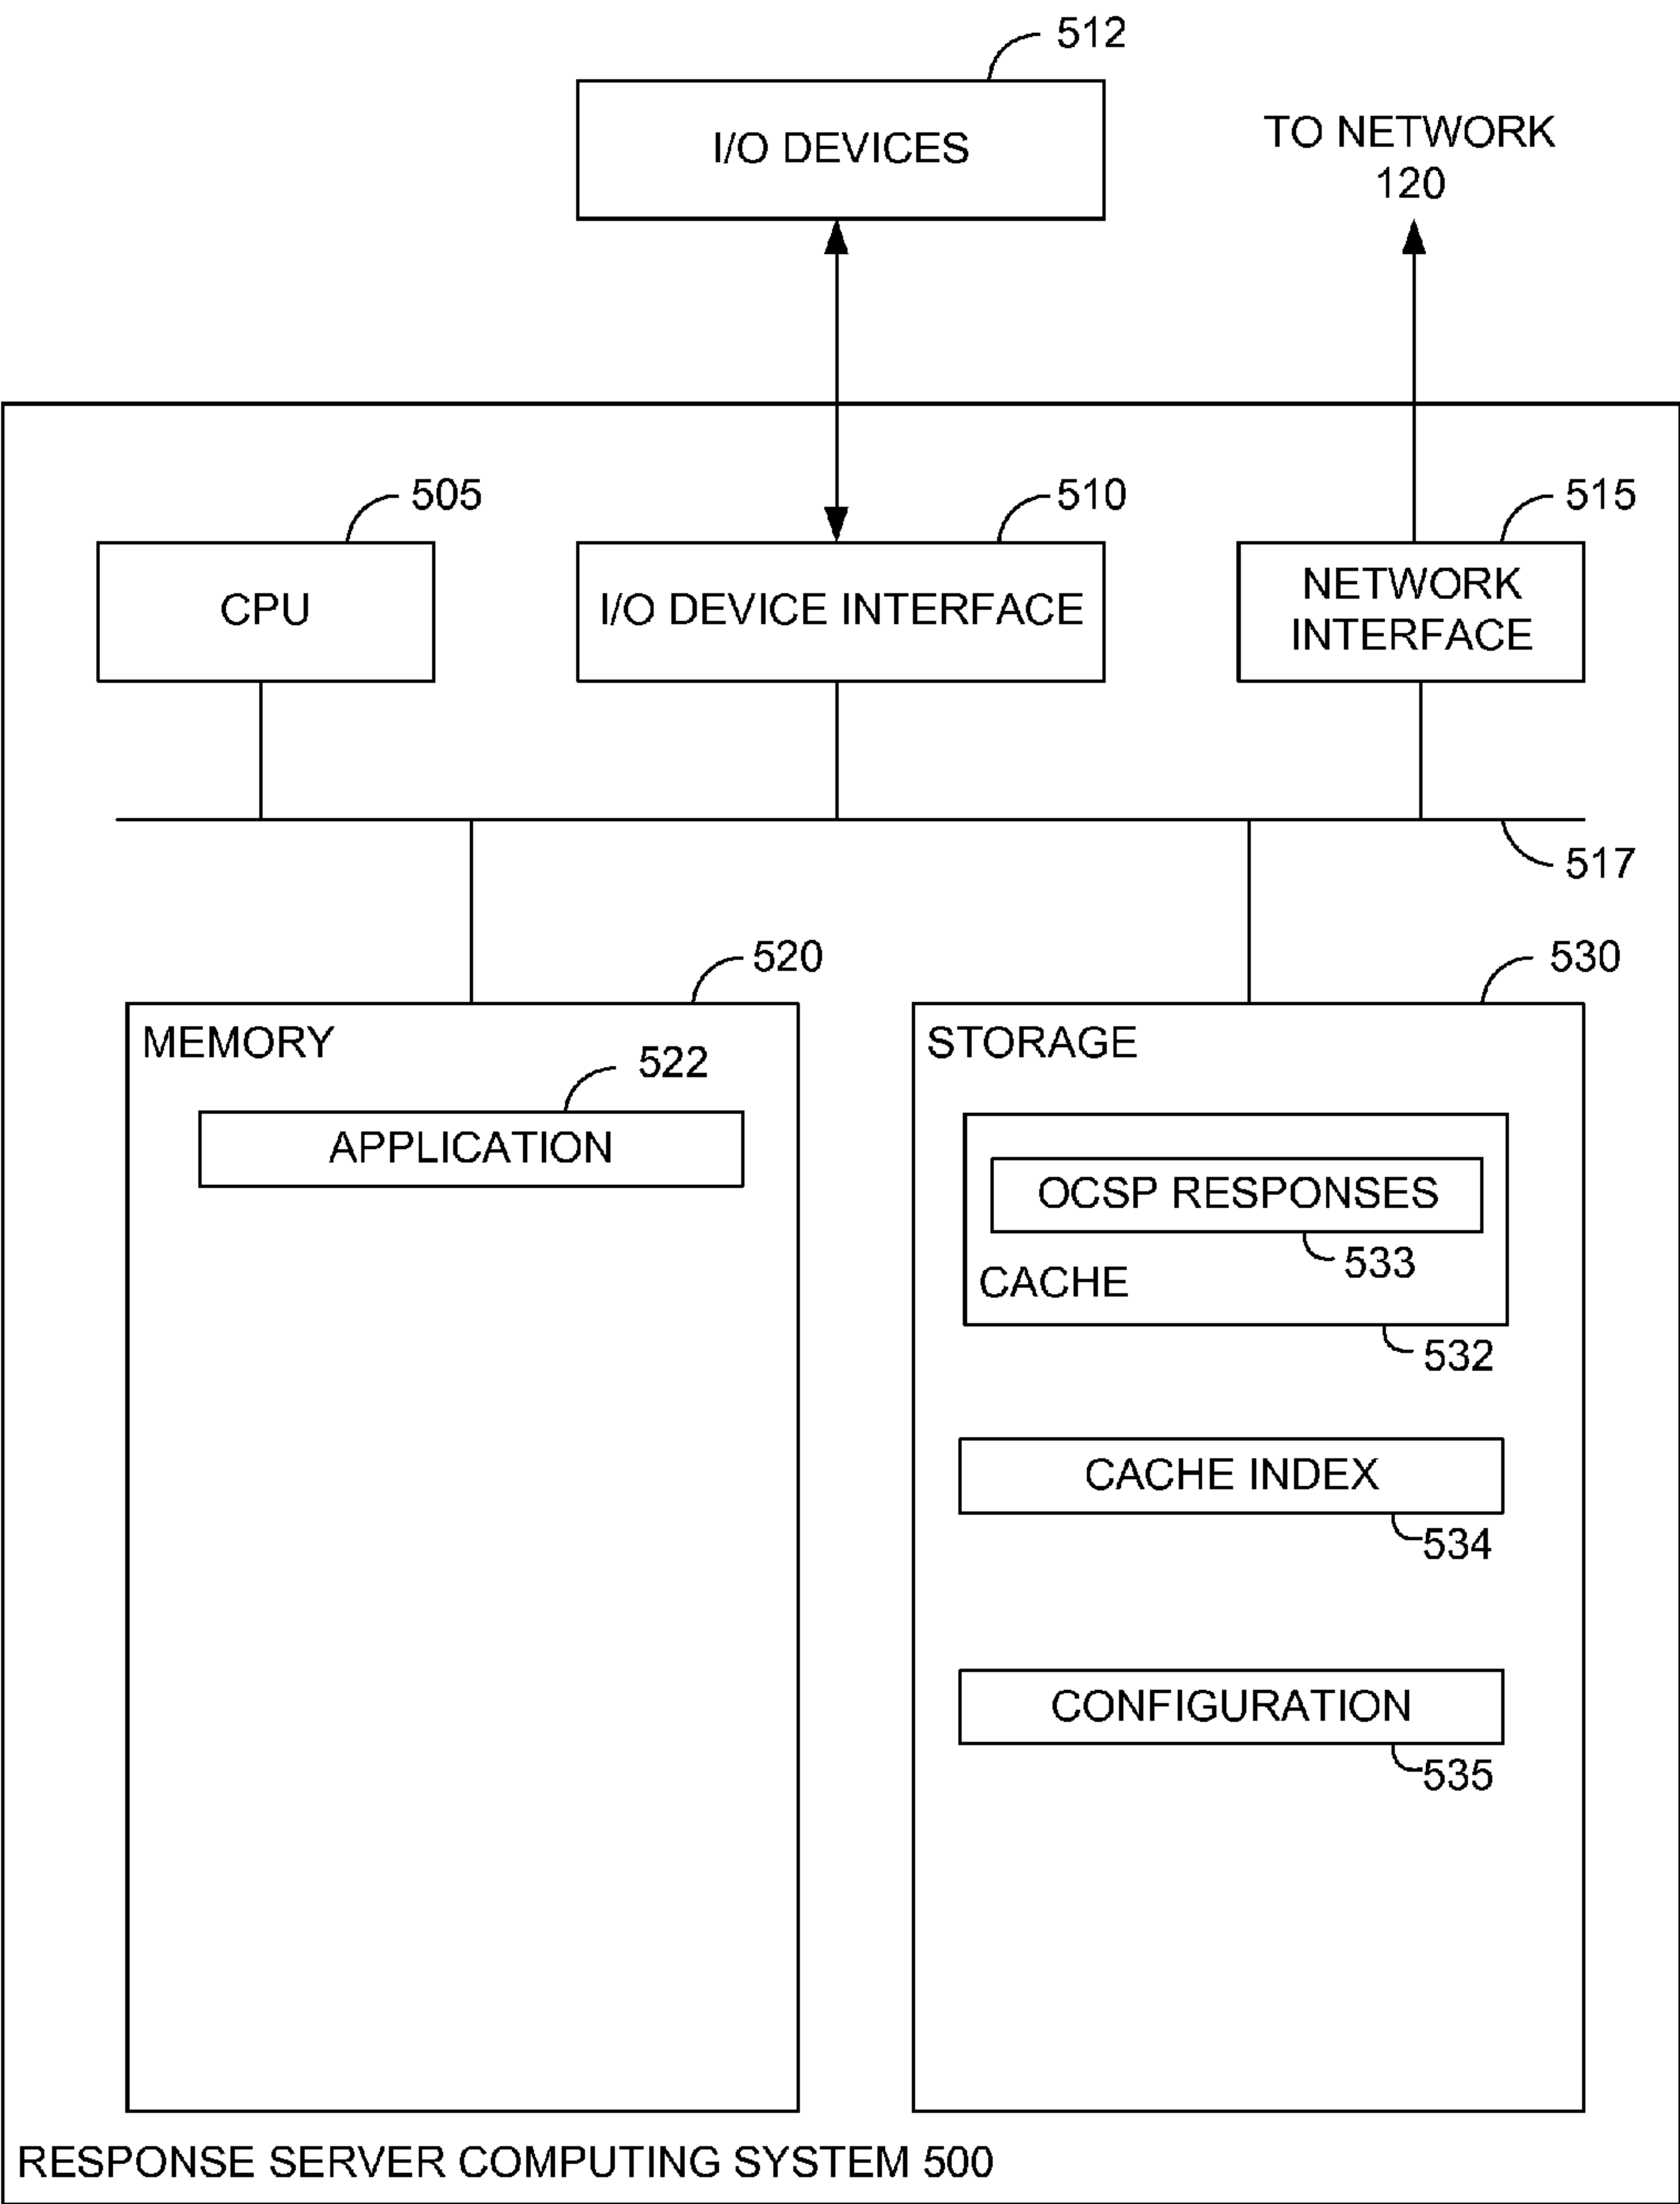 512
I/O DEVICES
TO NETWORK
120
505
510
515
CPU
I/O DEVICE INTERFACE
NETWORK
INTERFACE
517
520
530
MEMORY
522
APPLICATION
STORAGE
OCSP RESPONSES
533
CACHE
532
CACHE INDEX
534
CONFIGURATION
535
RESPONSE SERVER COMPUTING SYSTEM 500